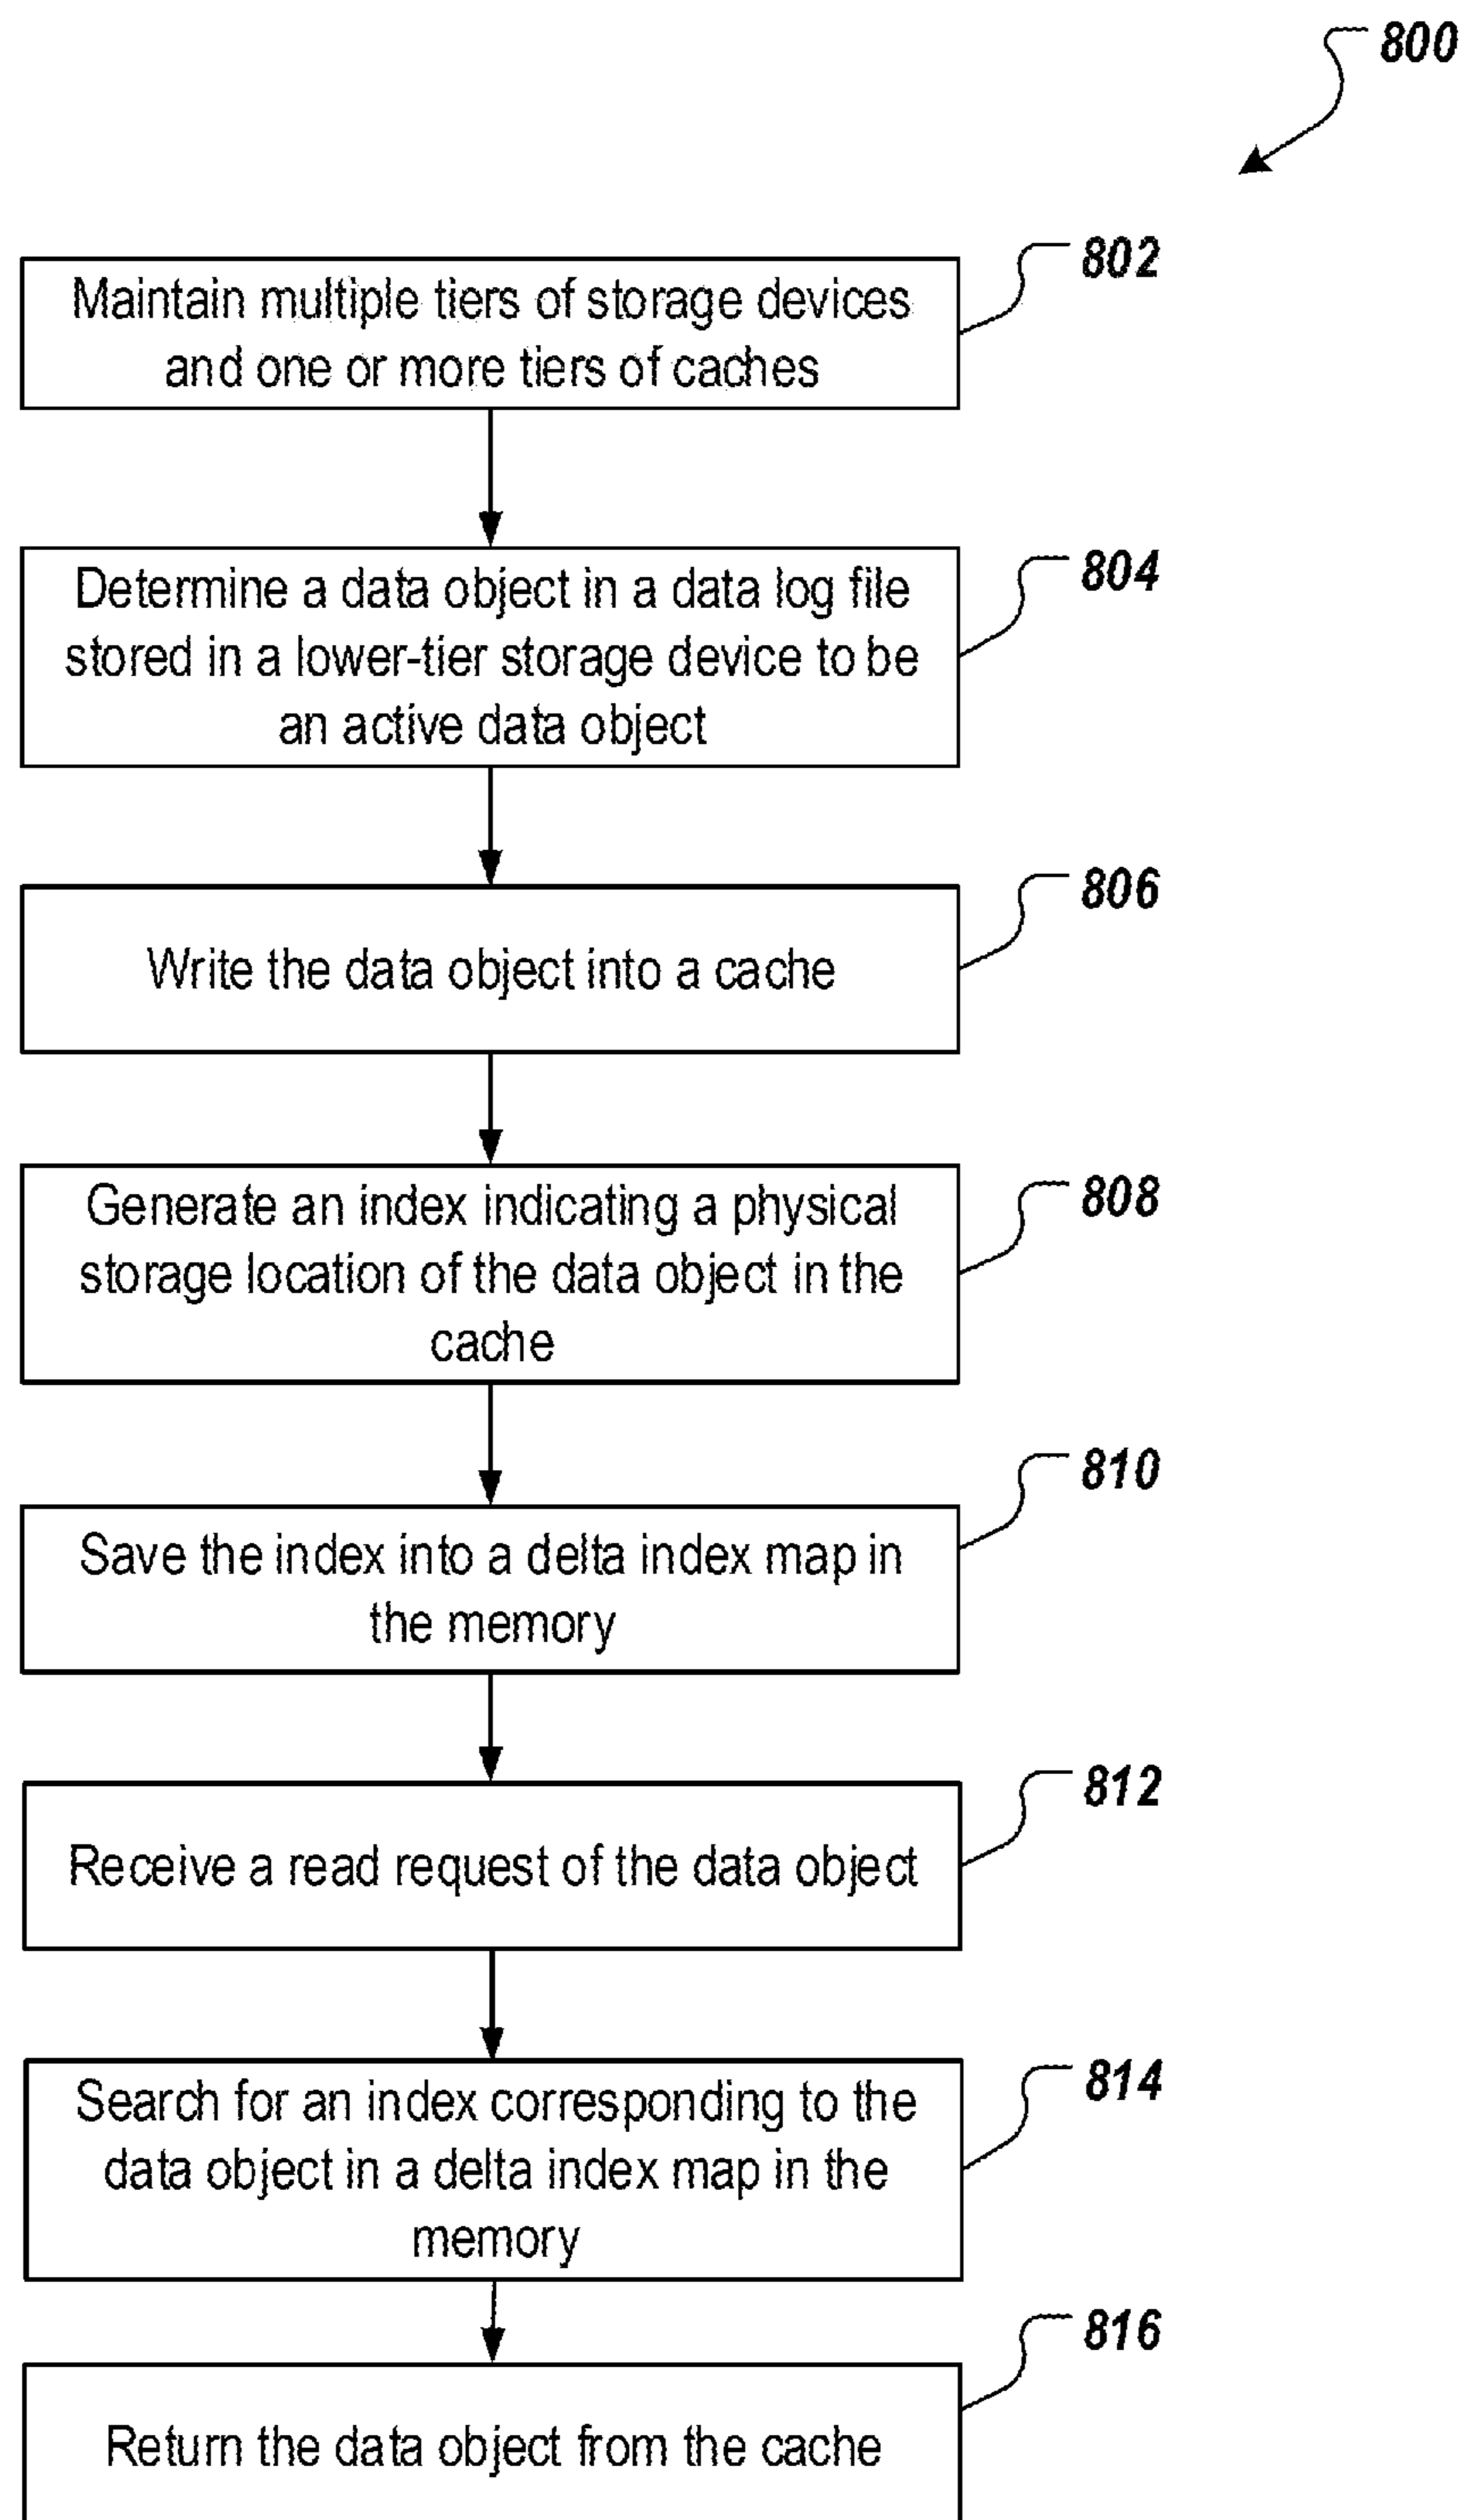 800
802
Maintain multiple tiers of storage devices
and one or more tiers of caches
804
Determine a data object in a data log file
stored in a lower-tier storage device to be
an active data object
806
Write the data object into a cache
808
Generate an index indicating a physical
storage location of the data object in the
cache
810
Save the index into a delta index map in
the memory
812
Receive a read request of the data object
814
Search for an index corresponding to the
data object in a delta index map in the
memory
816
Return the data object from the cache